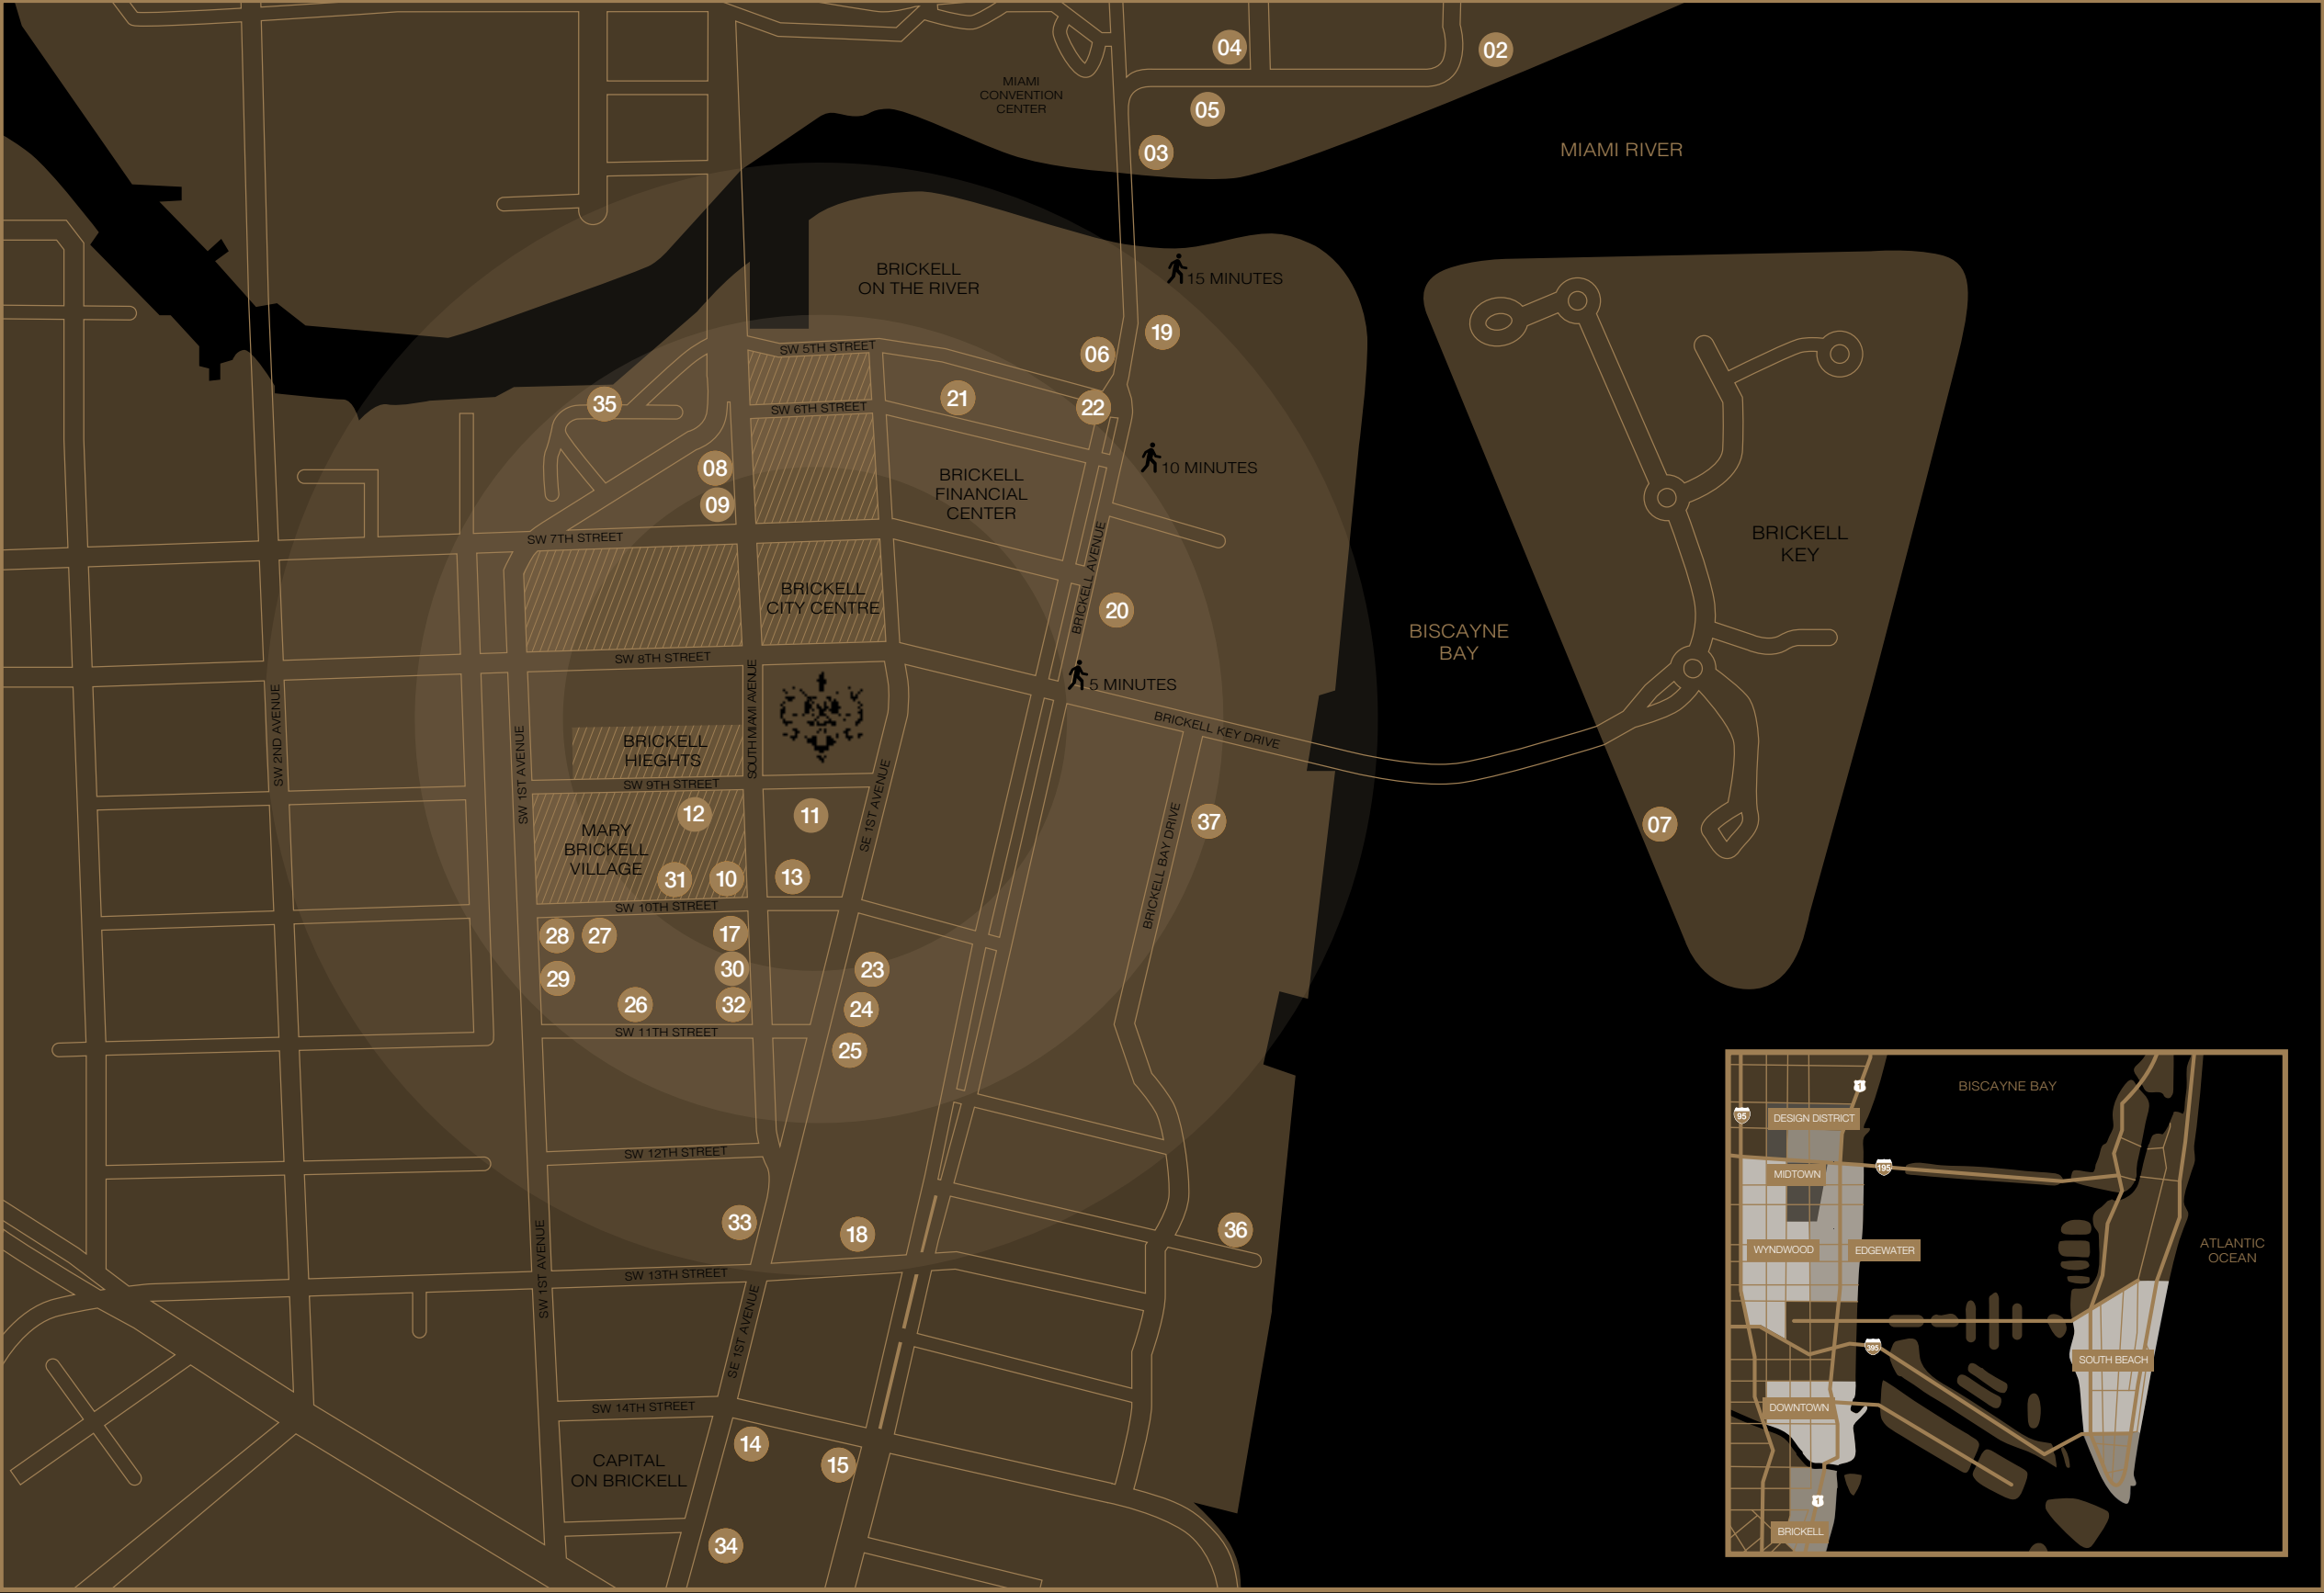 04
02
MIAMI
CONVENTION
CENTER
05
03
MIAMI RIVER
BRICKELL
ON THE RIVER
15 MINUTES
19
06
SW 5TH STREET
35
21
22
SW 6TH STREET
08
10 MINUTES
BRICKELL
FINANCIAL
CENTER
09
SW 7TH STREET
BRICKELL AVENUE
BRICKELL
KEY
BRICKELL
CITY CENTRE
20
BISCAYNE
BAY
SW 8TH STREET
5 MINUTES
SW 2ND AVENUE
SW 1ST AVENUE
SOUTH MIAMI AVENUE
BRICKELL KEY DRIVE
BRICKELL
HIEGHTS
SW 9TH STREET
SE 1ST AVENUE
12
11
37
07
MARY
BRICKELL
VILLAGE
BRICKELL BAY DRIVE
31
10
13
SW 10TH STREET
28
27
17
29
30
23
26
32
24
SW 11TH STREET
25
SW 12TH STREET
33
18
36
SW 1ST AVENUE
SW 13TH STREET
SE 1ST AVENUE
SW 14TH STREET
14
15
CAPITAL
ON BRICKELL
34
BISCAYNE BAY
1
95
DESIGN DISTRICT
195
MIDTOWN
WYNDWOOD
EDGEWATER
ATLANTIC
OCEAN
395
SOUTH BEACH
DOWNTOWN
1
BRICKELL